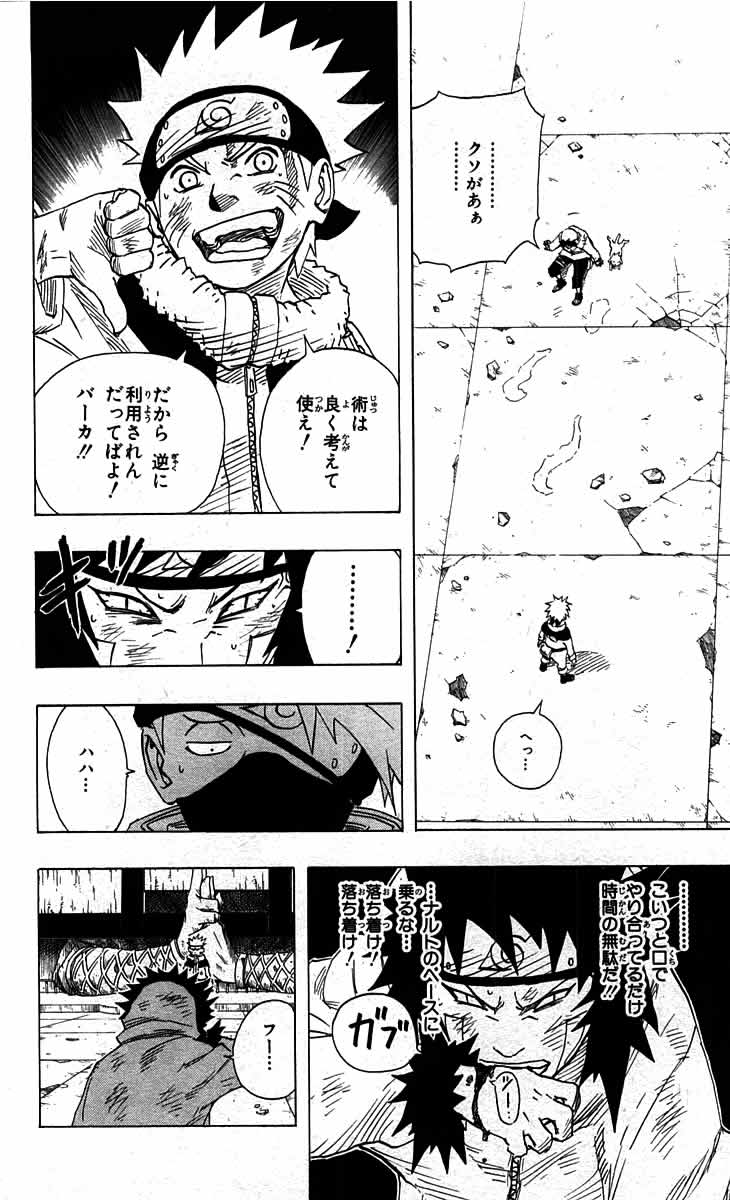 ………
クソがあぁ
………
へっ…
術は
良く考えて
使え！
だから 逆に
利用されん
だってばよ！
バーカ!!
………！
ギッ
ハハ…
…………
こいつと口で
やり合ってるだけ
時間の無駄だ!!
…ナルトのペースに
乗るな…
落ち着け！
落ち着け！
ガブ
フー…